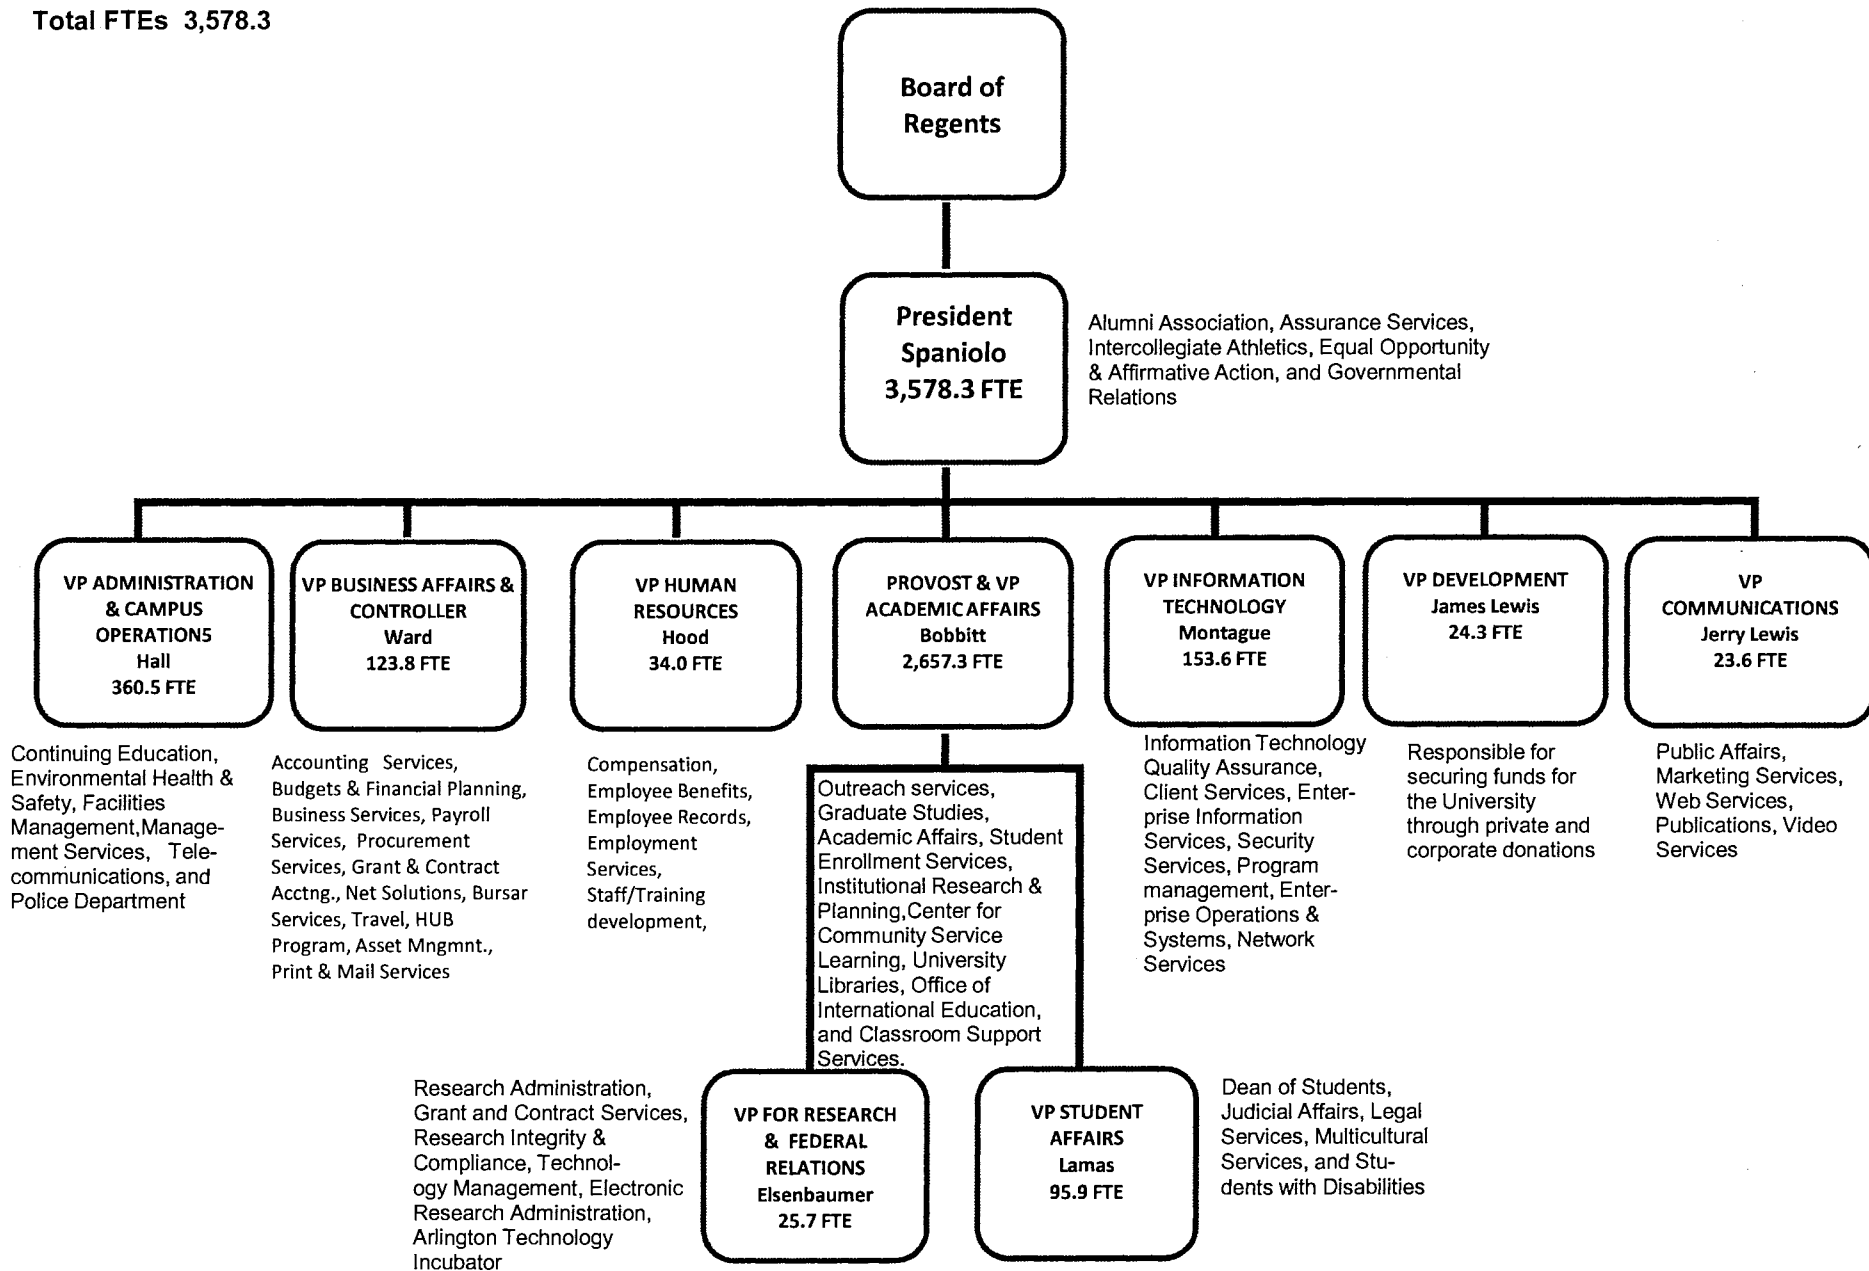 Total FTEs 3,578.3
Board of
Regents
President
Spaniolo
3,578.3 FTE
Alumni Association, Assurance Services,
Intercollegiate Athletics, Equal Opportunity
& Affirmative Action, and Governmental
Relations
VP ADMINISTRATION
& CAMPUS
OPERATIONS
Hall
360.5 FTE
VP BUSINESS AFFAIRS &
CONTROLLER
Ward
123.8 FTE
VP HUMAN
RESOURCES
Hood
34.0 FTE
PROVOST & VP
ACADEMIC AFFAIRS
Bobbitt
2,657.3 FTE
VP INFORMATION
TECHNOLOGY
Montague
153.6 FTE
VP DEVELOPMENT
James Lewis
24.3 FTE
VP
COMMUNICATIONS
Jerry Lewis
23.6 FTE
Continuing Education,
Environmental Health &
Safety, Facilities
Management,Manage-
ment Services, Tele-
communications, and
Police Department
Accounting Services,
Budgets & Financial Planning,
Business Services, Payroll
Services, Procurement
Services, Grant & Contract
Acctng., Net Solutions, Bursar
Services, Travel, HUB
Program, Asset Mngmnt.,
Print & Mail Services
Compensation,
Employee Benefits,
Employee Records,
Employment
Services,
Staff/Training
development,
Outreach services,
Graduate Studies,
Academic Affairs, Student
Enrollment Services,
Institutional Research &
Planning,Center for
Community Service
Learning, University
Libraries, Office of
International Education,
and Classroom Support
Services.
Information Technology
Quality Assurance,
Client Services, Enter-
prise Information
Services, Security
Services, Program
management, Enter-
prise Operations &
Systems, Network
Services
Responsible for
securing funds for
the University
through private and
corporate donations
Public Affairs,
Marketing Services,
Web Services,
Publications, Video
Services
Research Administration,
Grant and Contract Services,
Research Integrity &
Compliance, Technol-
ogy Management, Electronic
Research Administration,
Arlington Technology
Incubator
VP FOR RESEARCH
& FEDERAL
RELATIONS
Elsenbaumer
25.7 FTE
VP STUDENT
AFFAIRS
Lamas
95.9 FTE
Dean of Students,
Judicial Affairs, Legal
Services, Multicultural
Services, and Stu-
dents with Disabilities